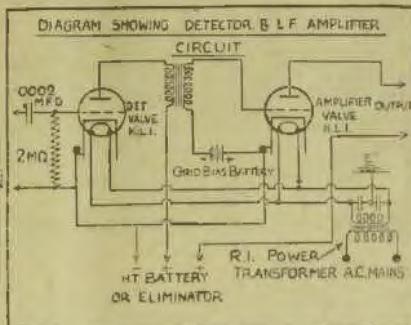 DIAGRAM SHOWING DETECTOR & L F AMPLIFIER
CIRCUIT
.0002
MFD
DET
VALVE
K.L.I.
AMPLIFIER
VALVE
K.L.I.
OUTPUT
2MΩ
GRID BIAS BATTERY
R.I. POWER
TRANSFORMER A.C. MAINS
HT BATTERY
OR ELIMINATOR